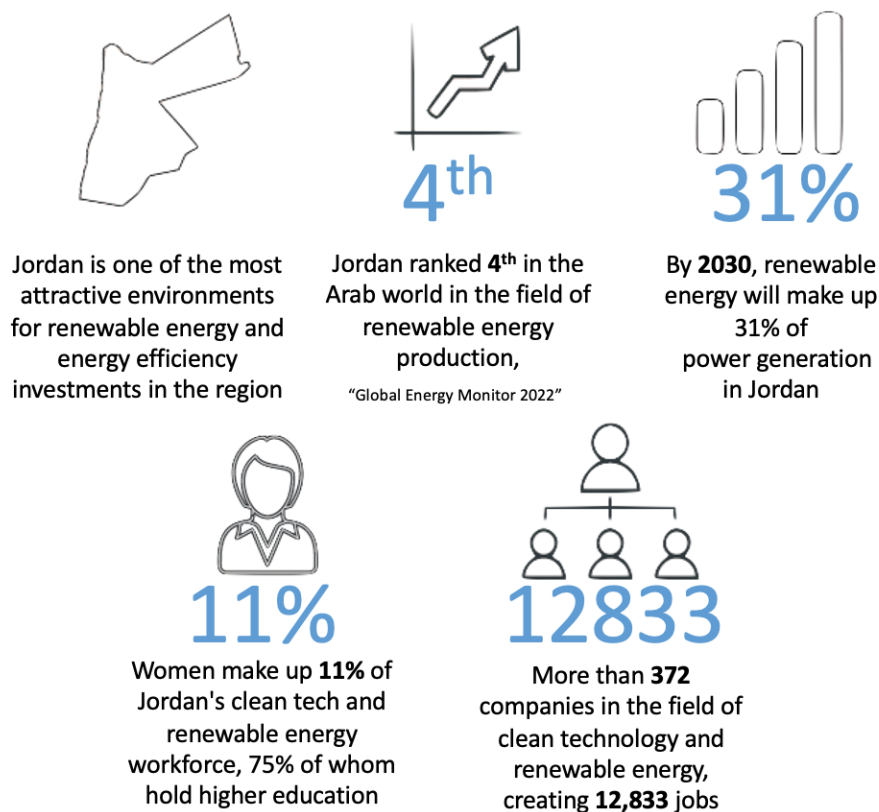 Jordan is one of the most
attractive environments
for renewable energy and
energy efficiency
investments in the region
4th
Jordan ranked 4th in the
Arab world in the field of
renewable energy
production,
“Global Energy Monitor 2022”
31%
By 2030, renewable
energy will make up
31% of
power generation
in Jordan
11%
Women make up 11% of
Jordan's clean tech and
renewable energy
workforce, 75% of whom
hold higher education
12833
More than 372
companies in the field of
clean technology and
renewable energy,
creating 12,833 jobs